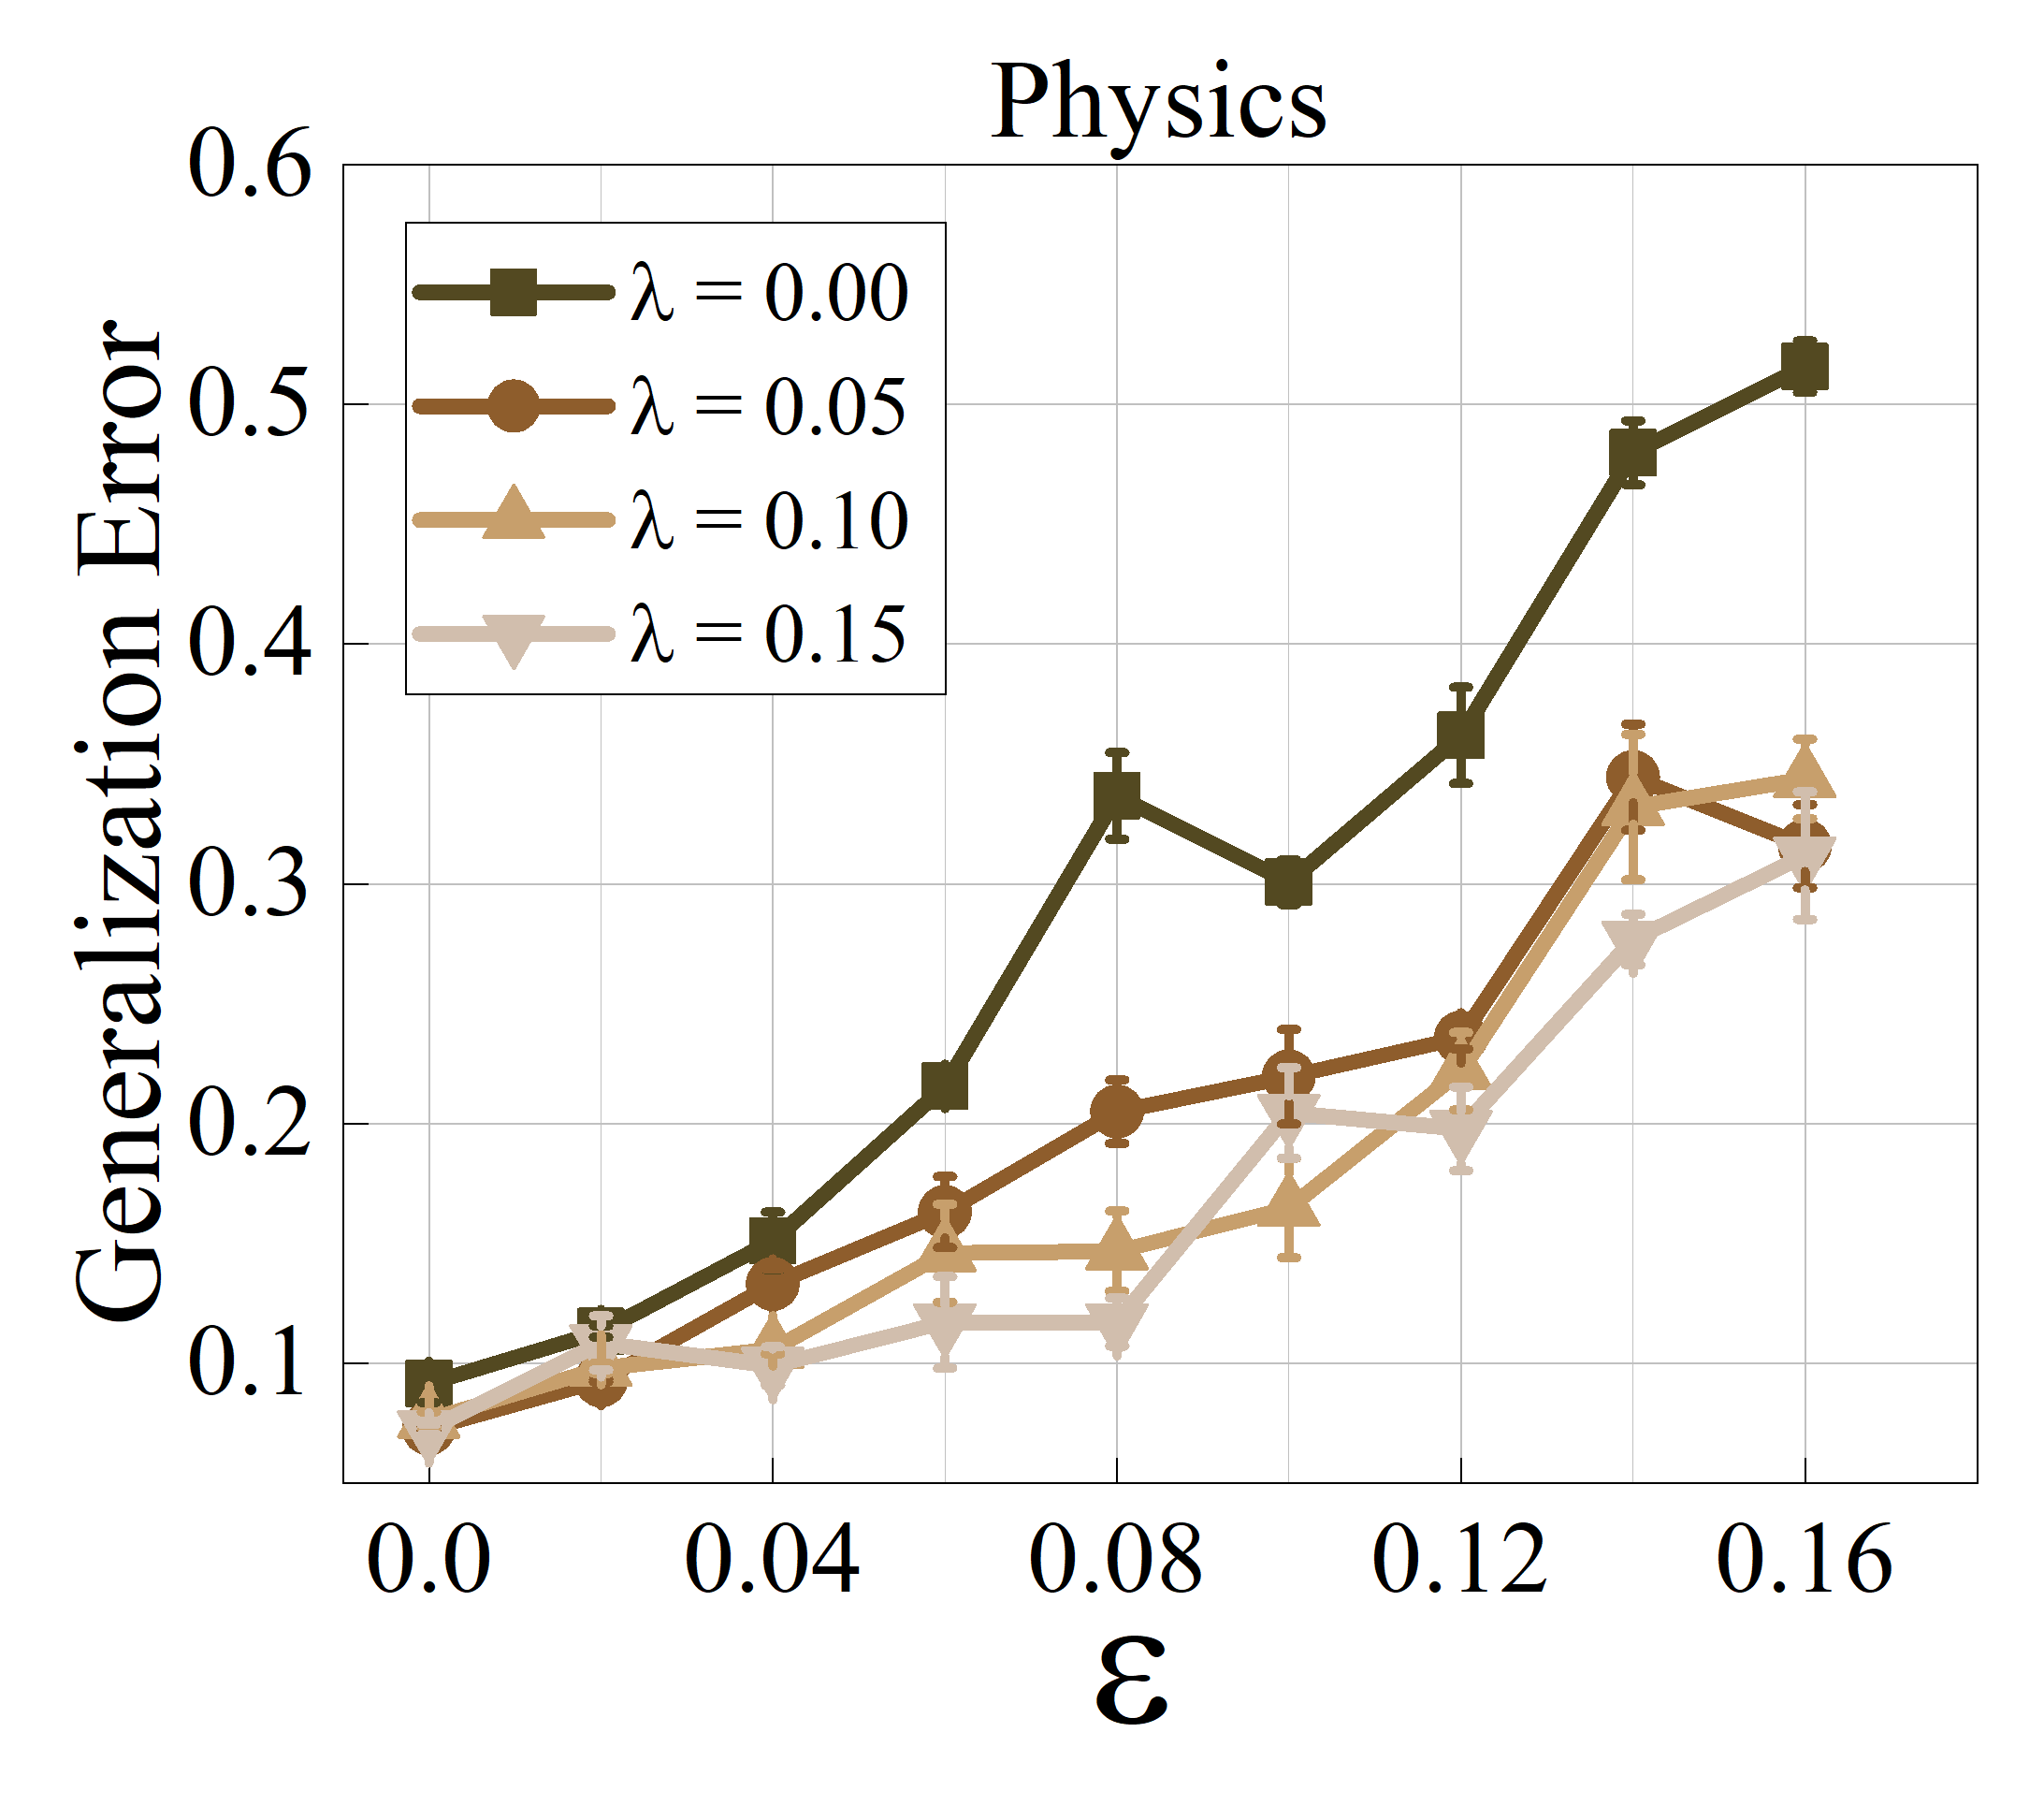 Physics
Generalization Error
0.6
0.5
0.4
0.3
0.2
0.1
λ = 0.00
λ = 0.05
λ = 0.10
λ = 0.15
0.0 0.04 0.08 0.12 0.16
ε